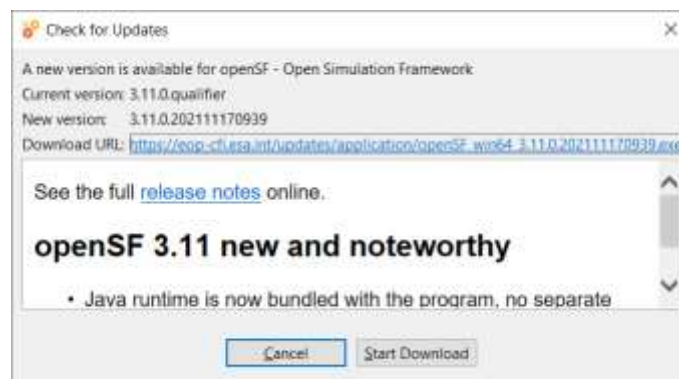 Check for Updates
A new version is available for openSF - Open Simulation Framework
Current version: 3.11.0.qualifier
New version: 3.11.0.202111170939
Download URL: https://eop-cfi.esa.int/updates/application/openSF_win64_3.11.0.202111170939.exe
See the full release notes online.
openSF 3.11 new and noteworthy
• Java runtime is now bundled with the program, no separate
Cancel
Start Download